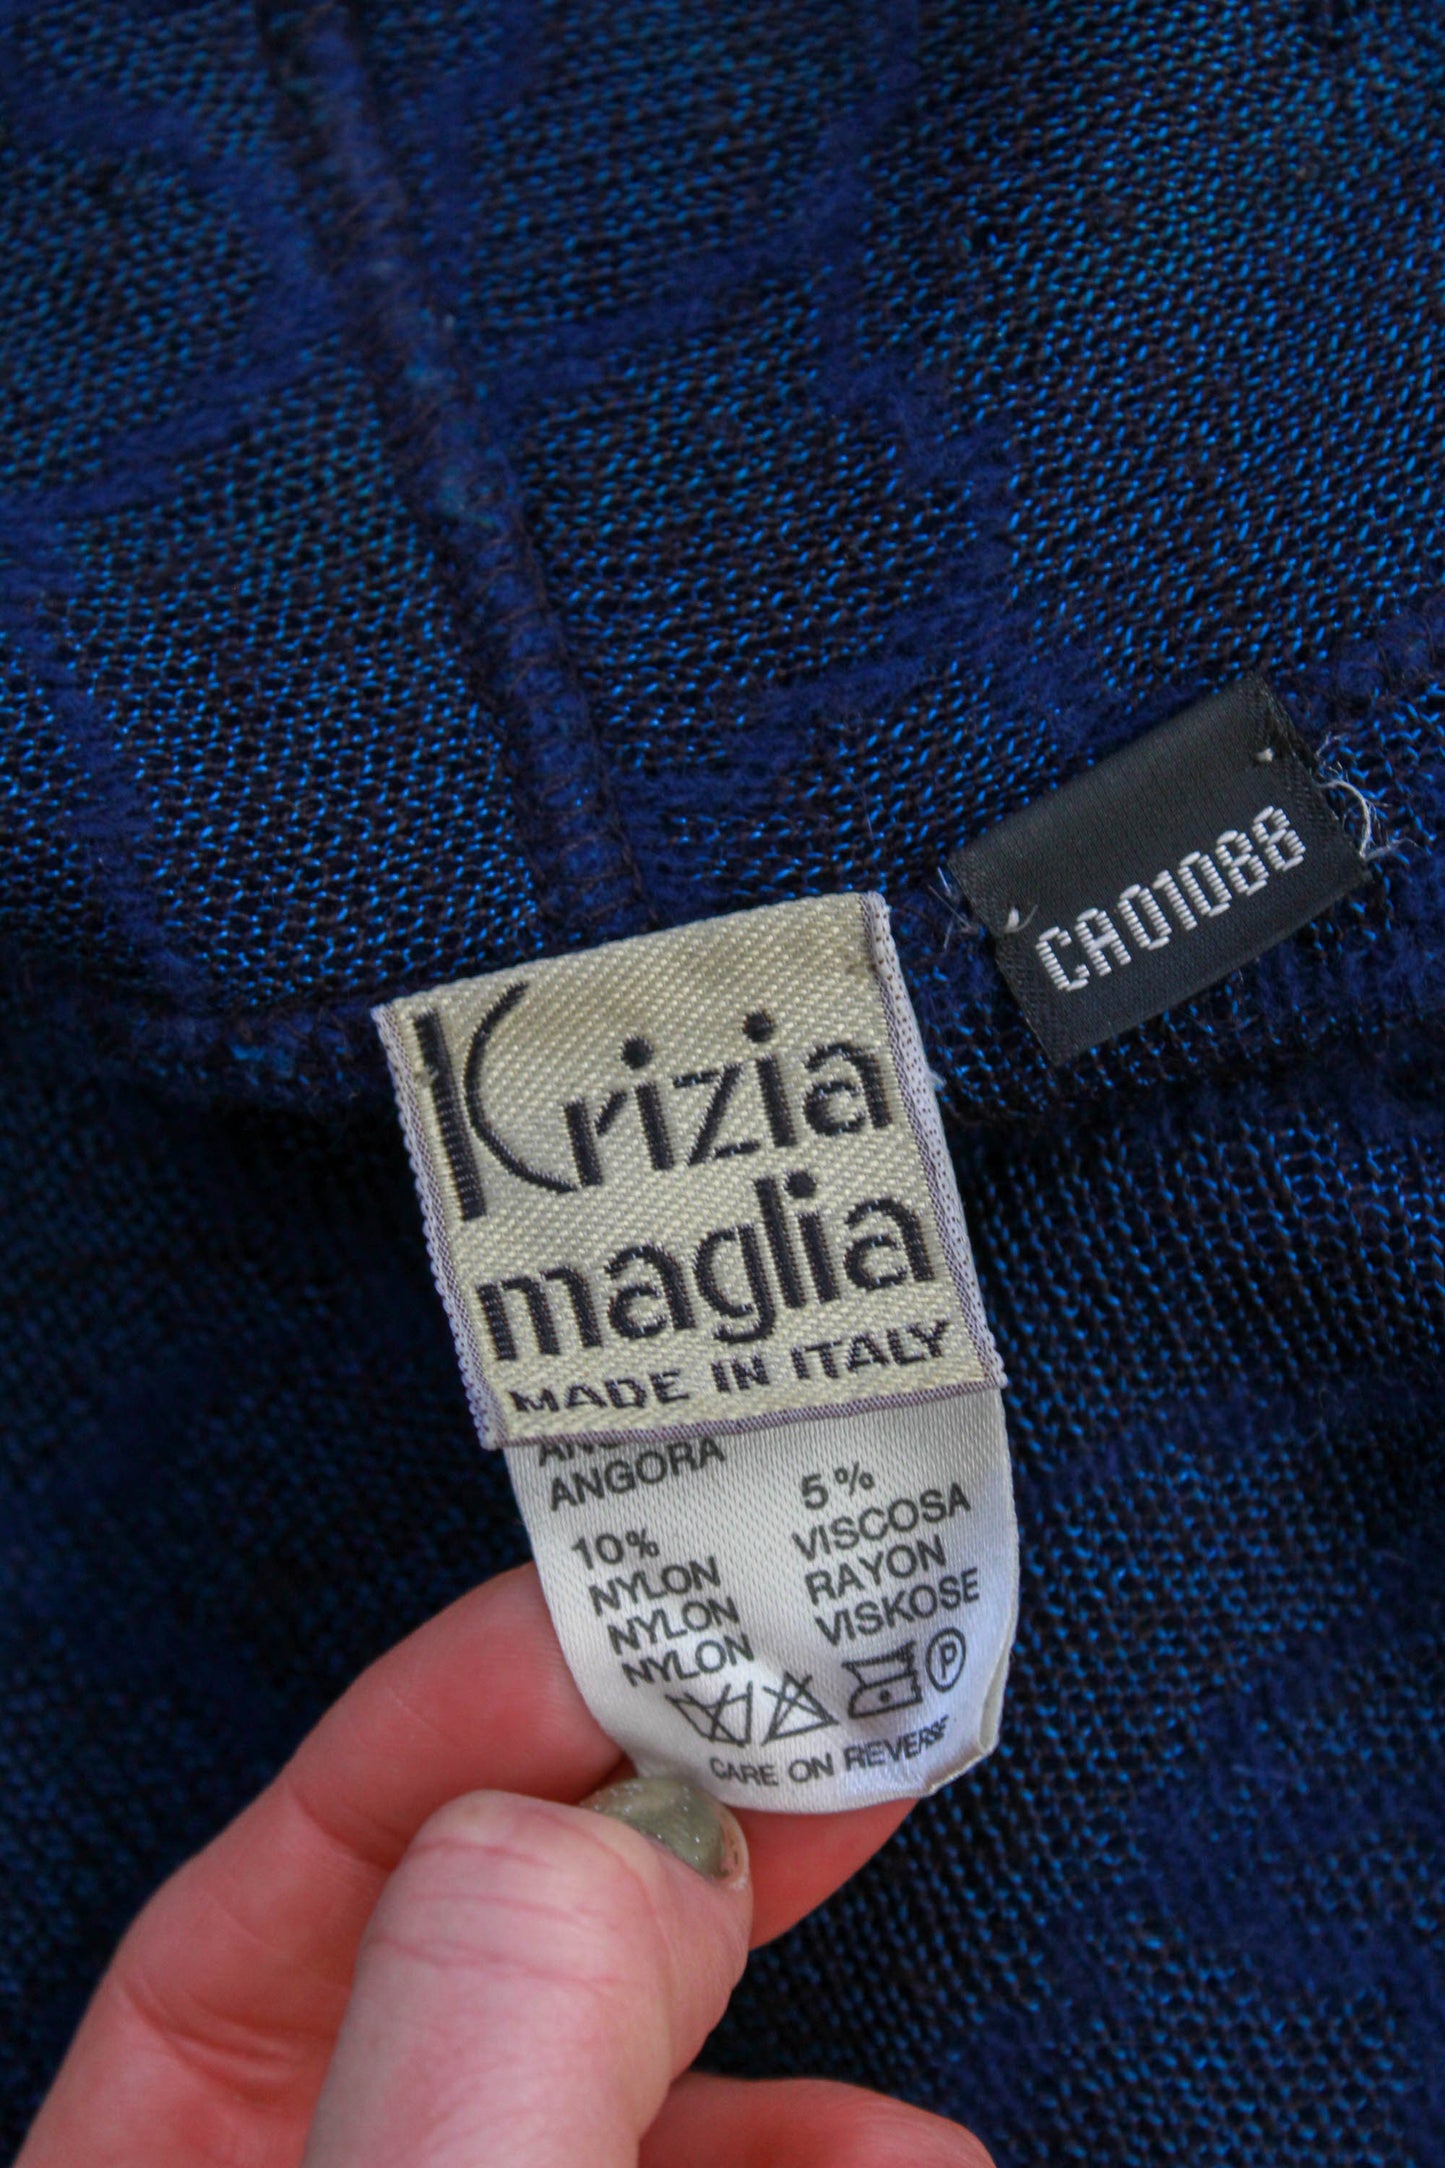 CA01088
Krizia
maglia
MADE IN ITALY
ANGORA
10%
NYLON
NYLON
NYLON
5%
VISCOSA
RAYON
VISKOSE
P
CARE ON REVERSE